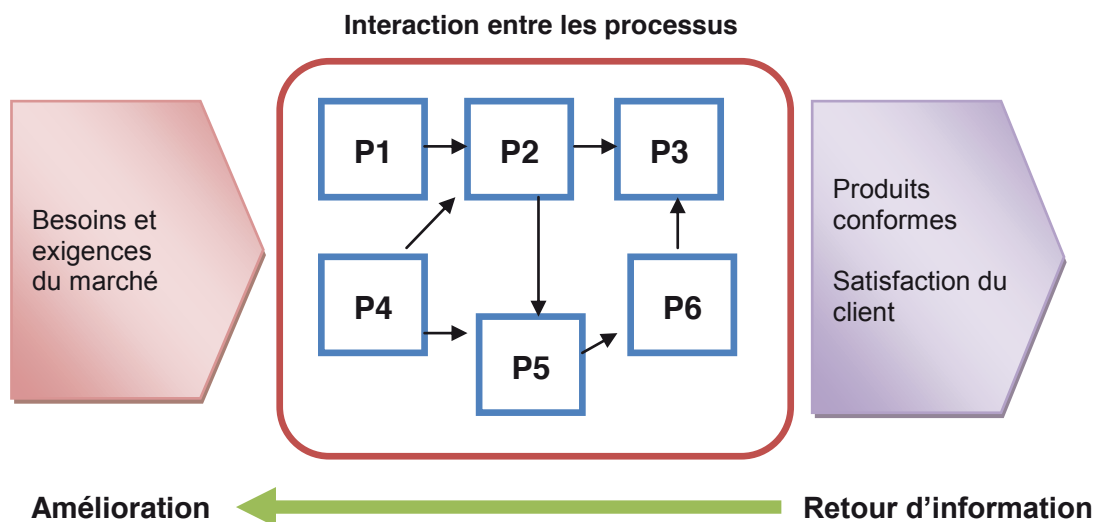 Interaction entre les processus
P1
P2
P3
Besoins et
exigences
du marché
P4
P5
P6
Produits
conformes
Satisfaction du
client
Amélioration
Retour d’information